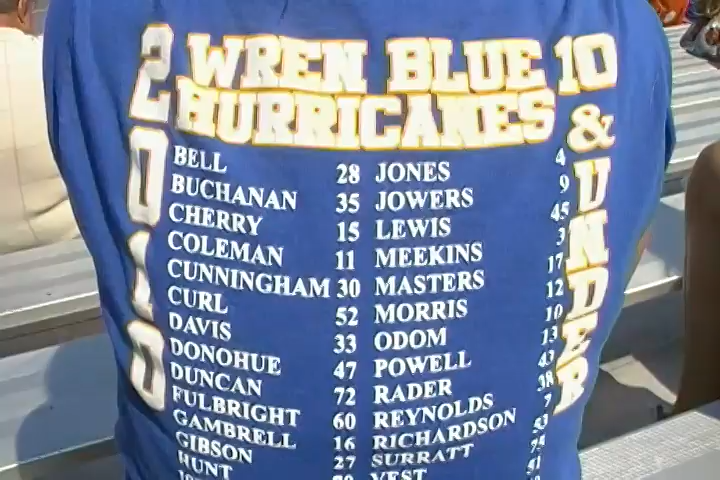 2010
WREN BLUE
HURRICANES
10 & UNDER
BELL 28 JONES 4
BUCHANAN 35 JOWERS 9
CHERRY 15 LEWIS 45
COLEMAN 11 MEEKINS 3
CUNNINGHAM 30 MASTERS 17
CURL 52 MORRIS 12
DAVIS 33 ODOM 10
DONOHUE 47 POWELL 13
DUNCAN 72 RADER 43
FULBRIGHT 60 REYNOLDS 38
GAMBRELL 16 RICHARDSON 7
GIBSON 27 SURRATT
HUNT VEST